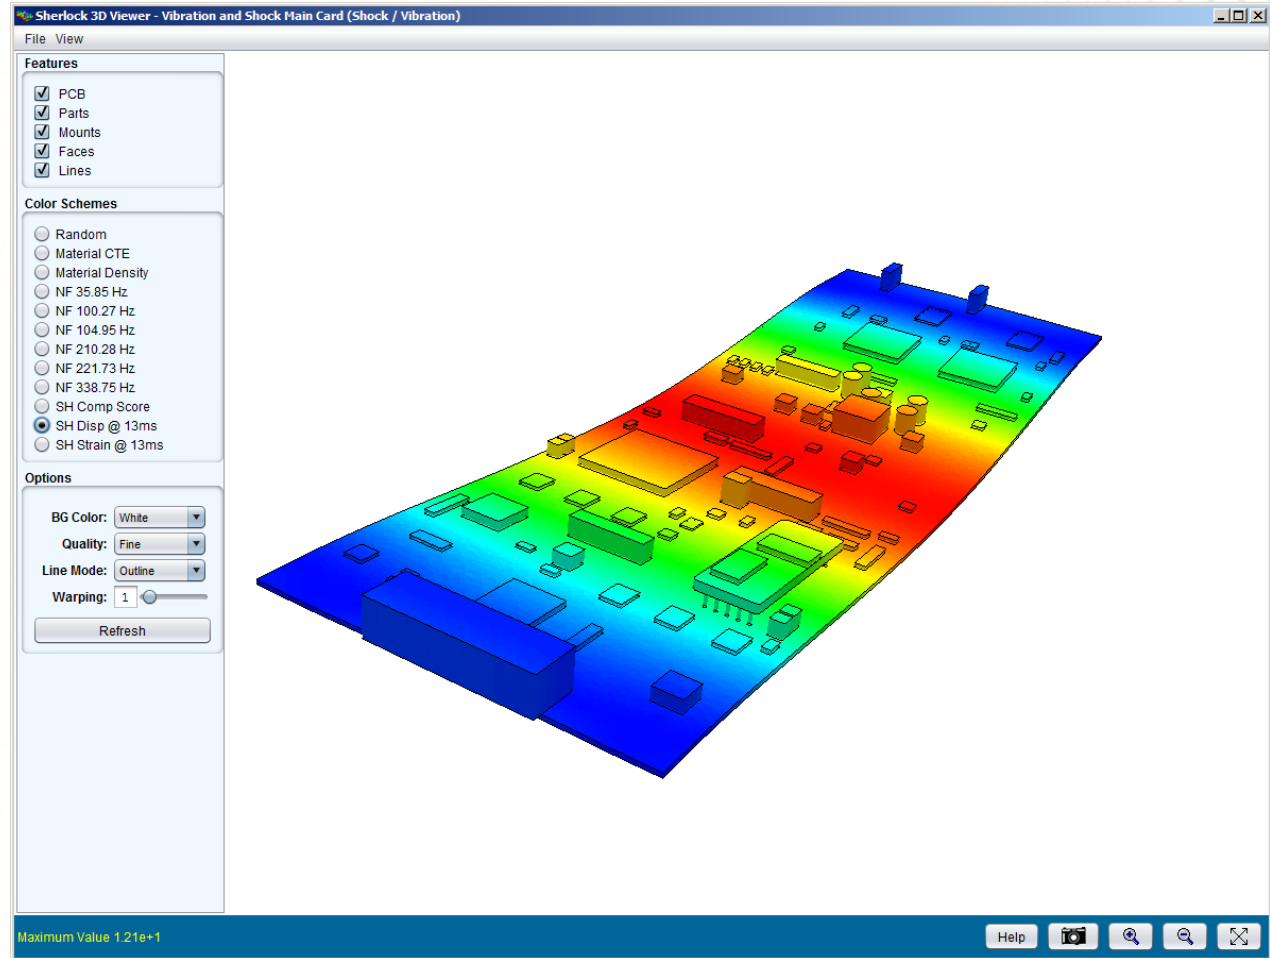 Sherlock 3D Viewer - Vibration and Shock Main Card (Shock / Vibration)
File View
Features
PCB
Parts
Mounts
Faces
Lines
Color Schemes
Random
Material CTE
Material Density
NF 35.85 Hz
NF 100.27 Hz
NF 104.95 Hz
NF 210.28 Hz
NF 221.73 Hz
NF 338.75 Hz
SH Comp Score
SH Disp @ 13ms
SH Strain @ 13ms
Options
BG Color: White
Quality: Fine
Line Mode: Outline
Warping: 1
Refresh
Maximum Value 1.21e+1
Help